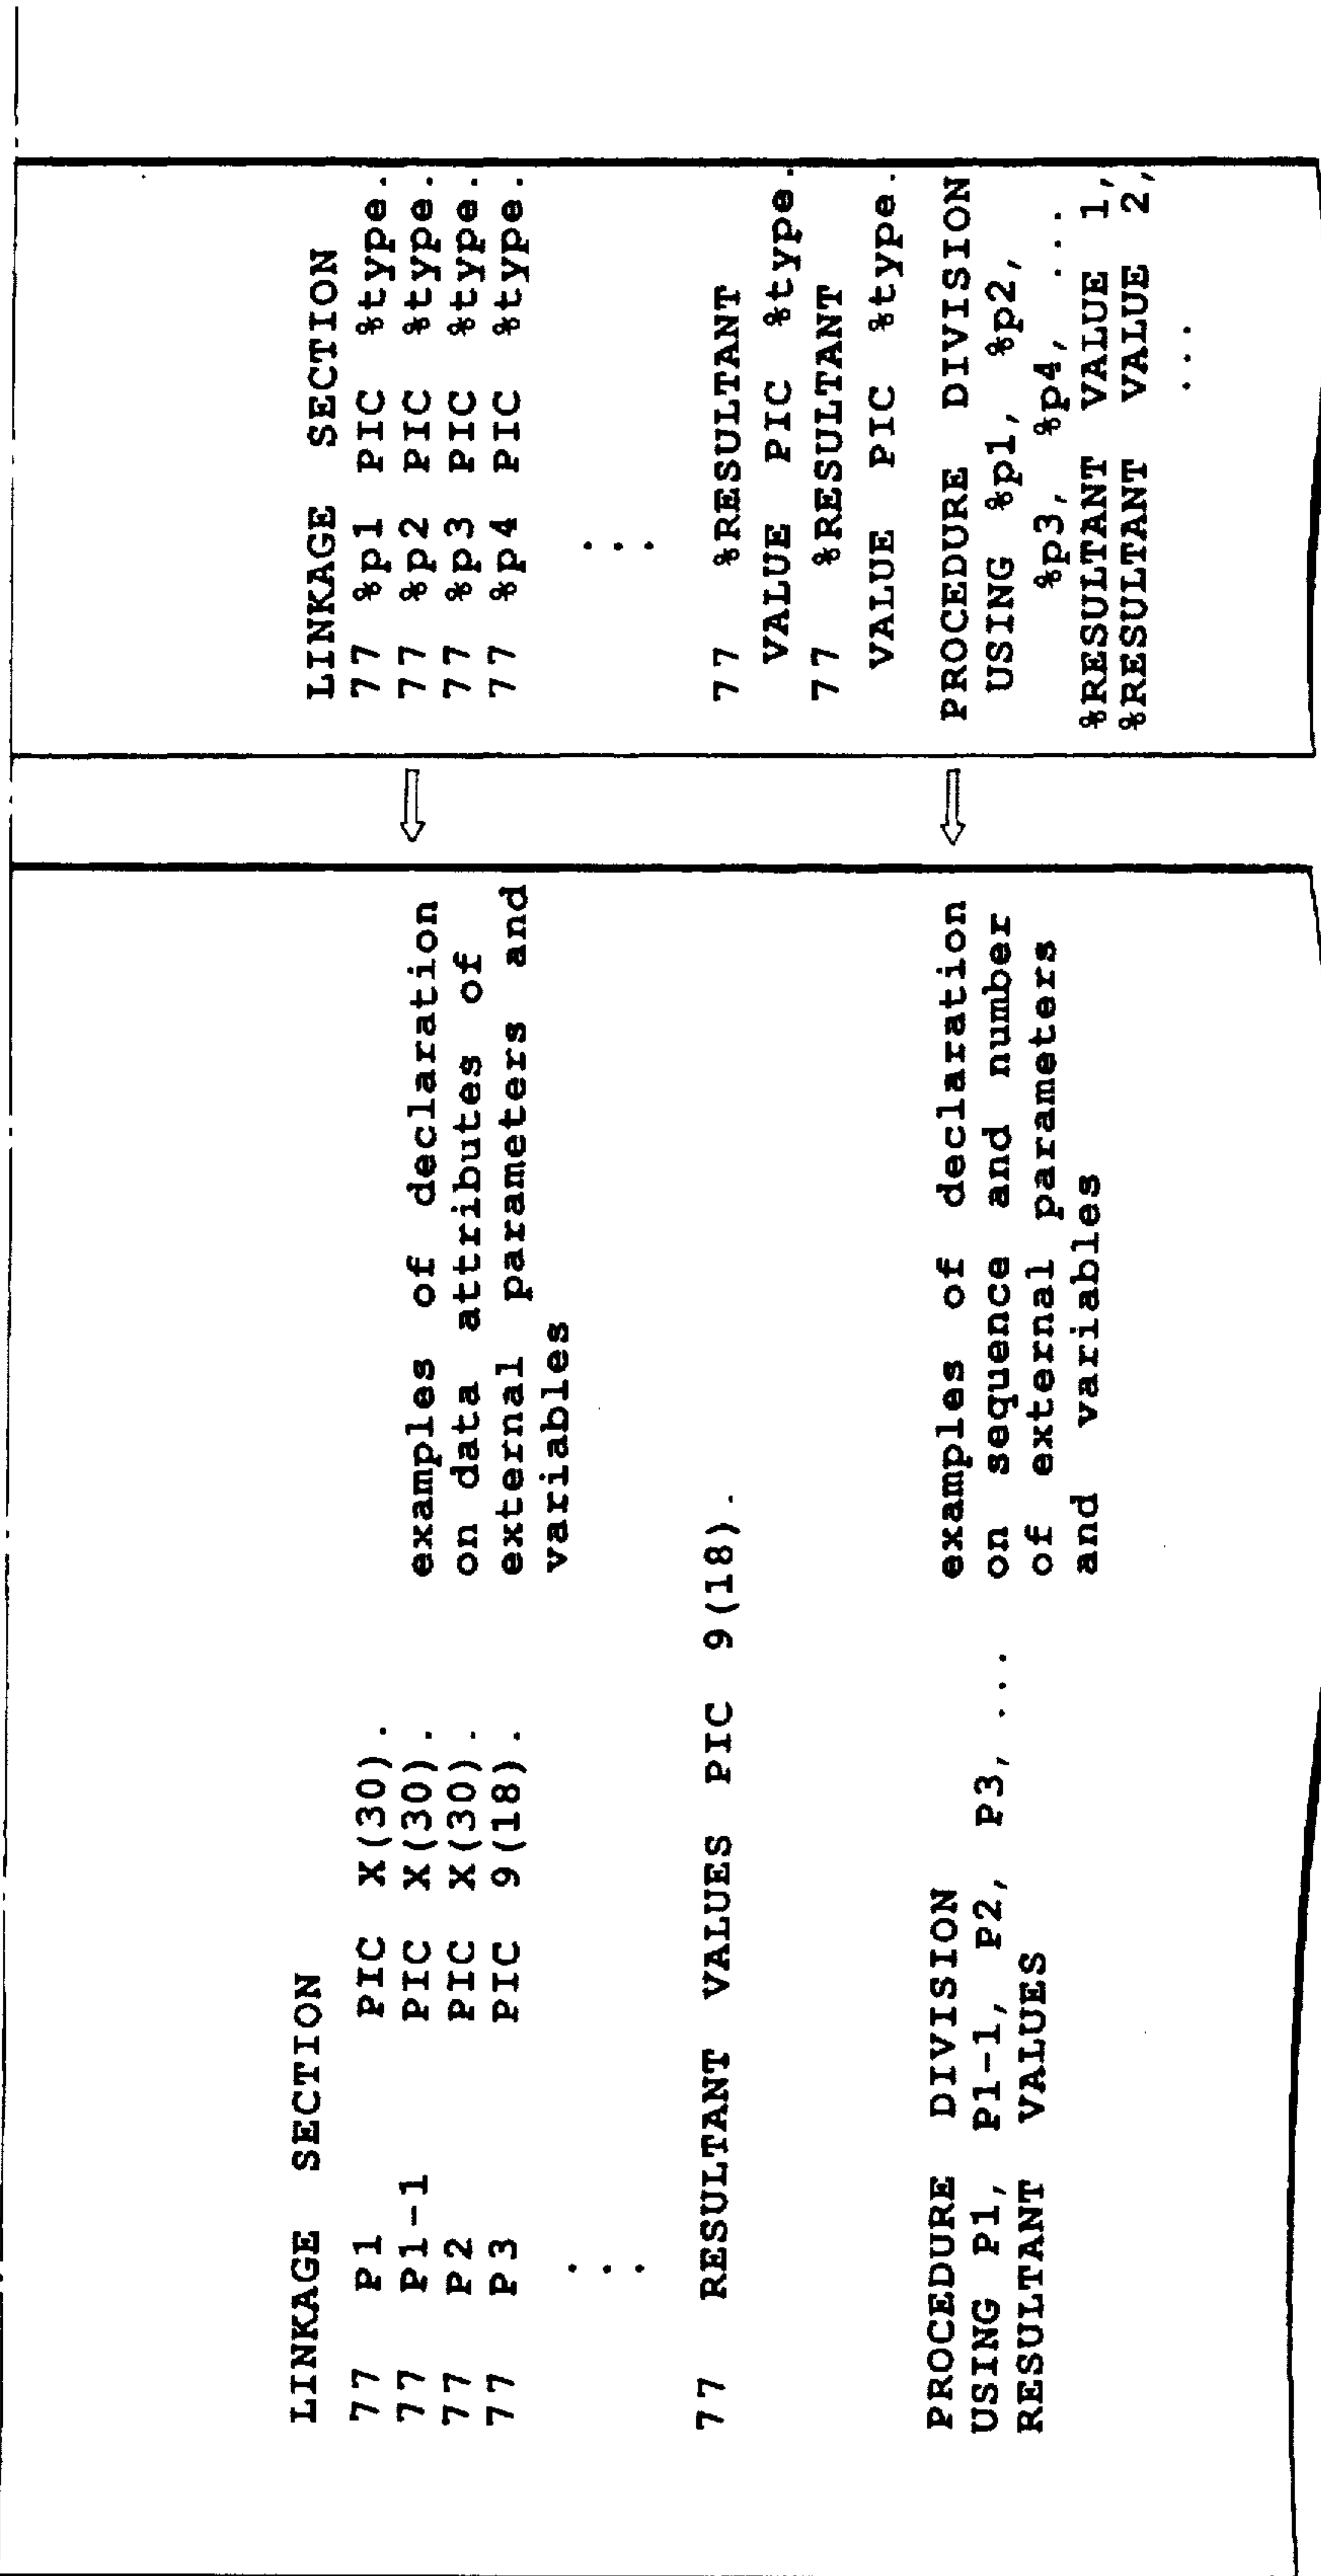 LINKAGE SECTION
77 P1 PIC X(30).
77 P1-1 PIC X(30).
77 P2 PIC X(30).
77 P3 PIC 9(18).
...
examples of declaration
on data attributes of
external parameters and
variables
77 RESULTANT VALUES PIC 9(18).
PROCEDURE DIVISION
USING P1, P1-1, P2, P3, ...
RESULTANT VALUES
examples of declaration
on sequence and number
of external parameters
and variables
LINKAGE SECTION
77 %p1 PIC %type.
77 %p2 PIC %type.
77 %p3 PIC %type.
77 %p4 PIC %type.
...
77 %RESULTANT
VALUE PIC %type.
77 %RESULTANT
VALUE PIC %type.
PROCEDURE DIVISION
USING %p1, %p2,
%p3, %p4, ...
%RESULTANT VALUE 1,
%RESULTANT VALUE 2,
...